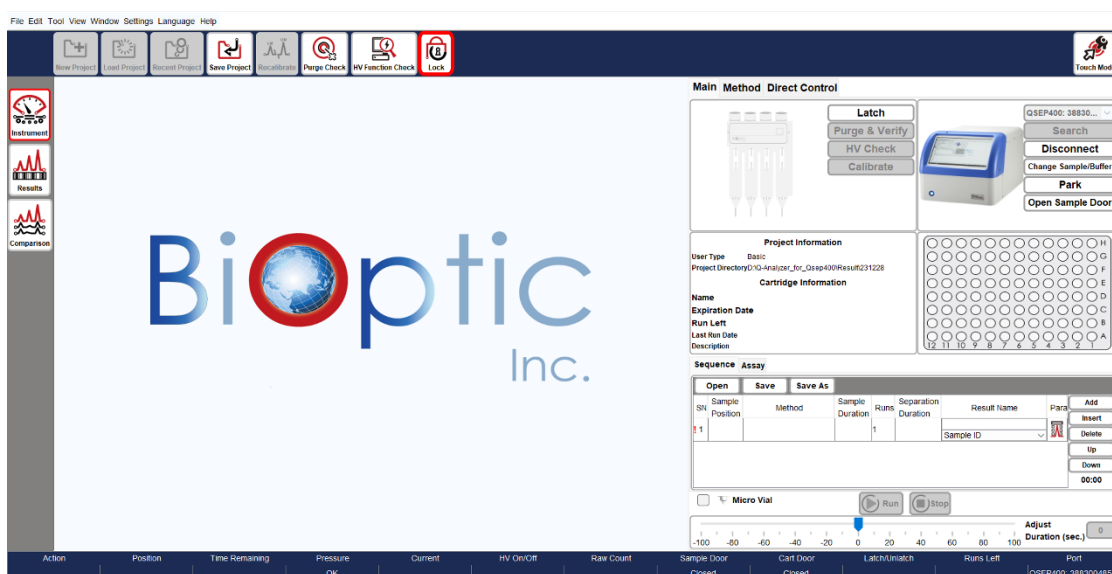 File Edit Tool View Window Settings Language Help
New Project Load Project Recent Project Save Project Recalibrate Purge Check HV Function Check Lock Touch Mode
Instrument
Results
Comparison
BiOptic
Inc.
Main Method Direct Control
Latch
Purge & Verify
HV Check
Calibrate
QSEP400: 38830...
Search
Disconnect
Change Sample/Buffer
Park
Open Sample Door
Project Information
User Type Basic
Project Directory D:\Q-Analyzer_for_Qsep400\Result\231228
Cartridge Information
Name
Expiration Date
Run Left
Last Run Date
Description
H
G
F
E
D
C
B
A
12 11 10 9 8 7 6 5 4 3 2 1
Sequence Assay
Open Save Save As
SN Sample Position Method Sample Duration Runs Separation Duration Result Name Para
! 1 1 Sample ID
Add
Insert
Delete
Up
Down
00:00
Micro Vial Run Stop
-100 -80 -60 -40 -20 0 20 40 60 80 100
Adjust Duration (sec.) 0
Action Position Time Remaining Pressure Current HV On/Off Raw Count Sample Door Cart Door Latch/Unlatch Runs Left Port
OK Closed Closed